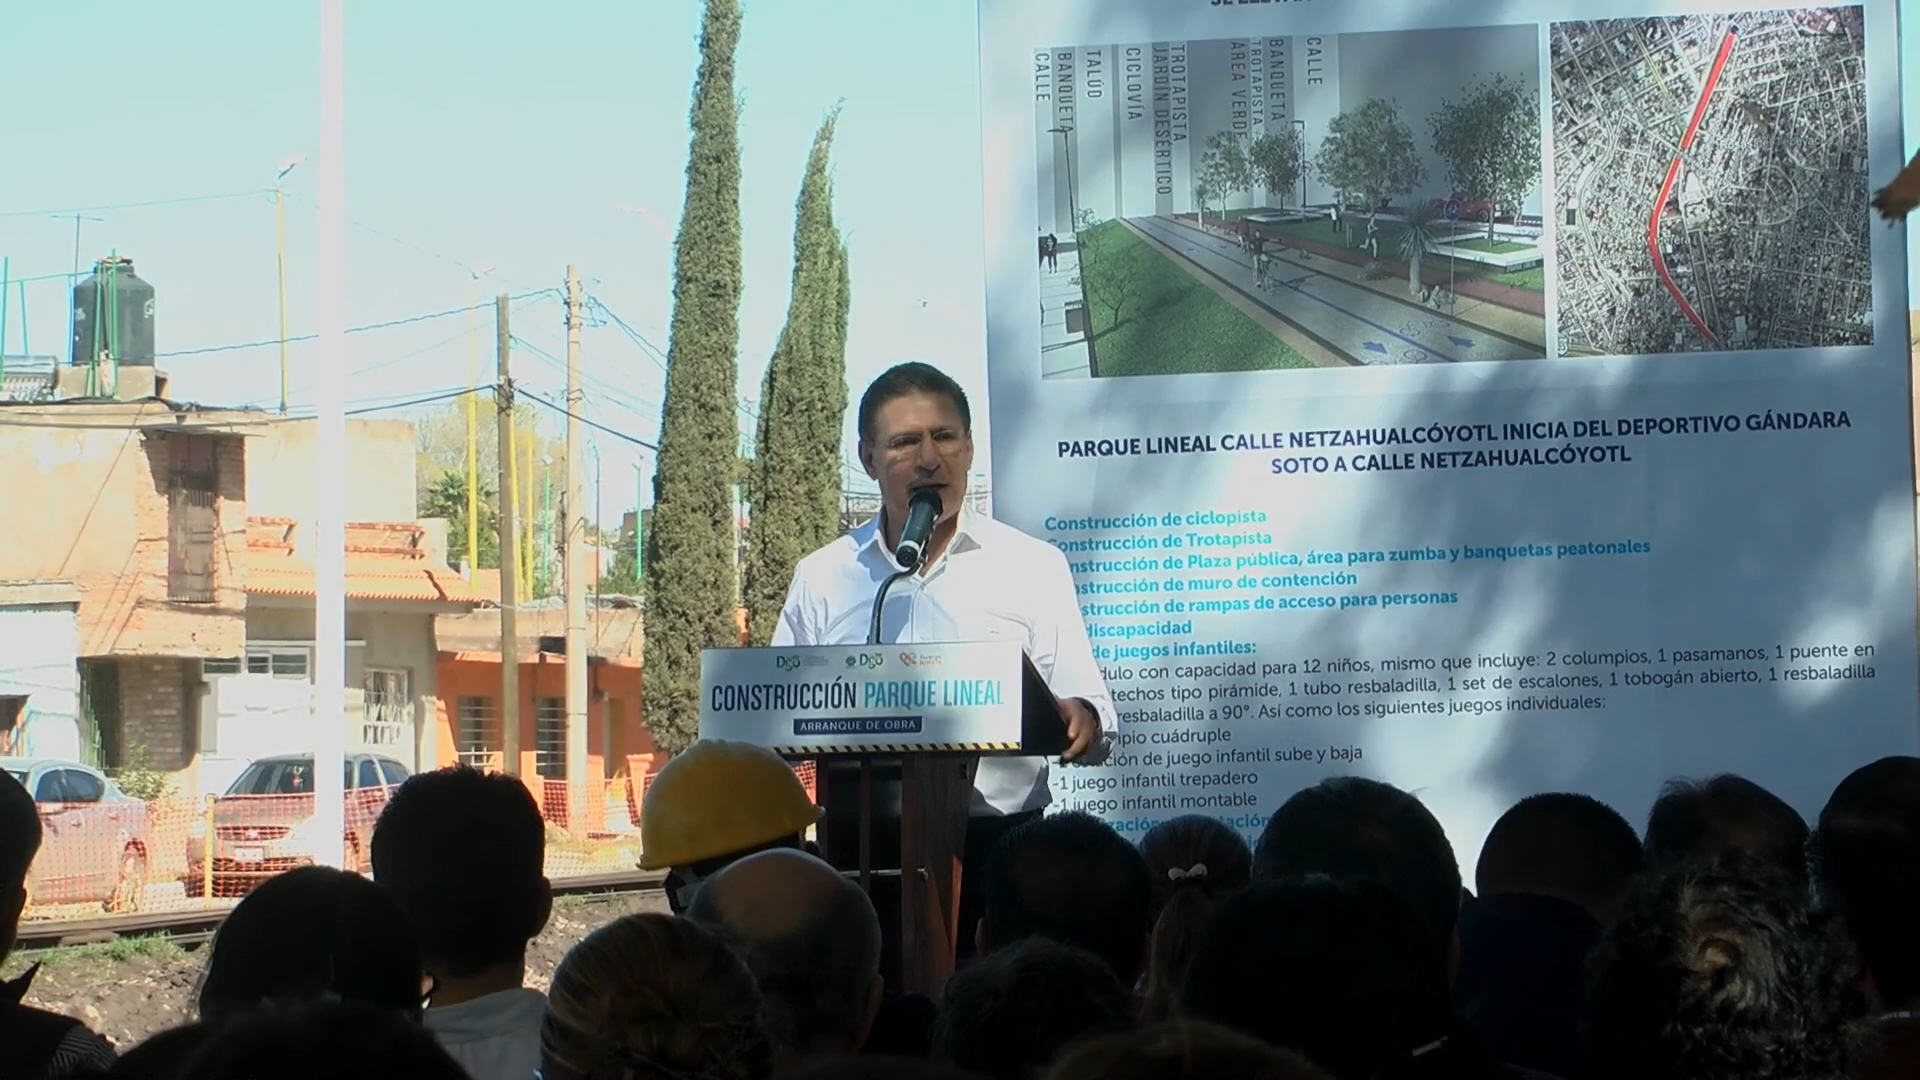 CALLE
BANQUETA
TALÚD
CICLOVÍA
JARDÍN DESÉRTICO
TROTAPISTA
ÁREA VERDE
TROTAPISTA
BANQUETA
CALLE
PARQUE LINEAL CALLE NETZAHUALCÓYOTL INICIA DEL DEPORTIVO GÁNDARA
SOTO A CALLE NETZAHUALCÓYOTL
Construcción de ciclopista
onstrucción de Trotapista
nstrucción de Plaza pública, área para zumba y banquetas peatonales
strucción de muro de contención
strucción de rampas de acceso para personas
discapacidad
de juegos infantiles:
dulo con capacidad para 12 niños, mismo que incluye: 2 columpios, 1 pasamanos, 1 puente en
techos tipo pirámide, 1 tubo resbaladilla, 1 set de escalones, 1 tobogán abierto, 1 resbaladilla
resbaladilla a 90°. Así como los siguientes juegos individuales:
pio cuádruple
ción de juego infantil sube y baja
-1 juego infantil trepadero
-1 juego infantil montable
DGO
DGO
CONSTRUCCIÓN PARQUE LINEAL
ARRANQUE DE OBRA